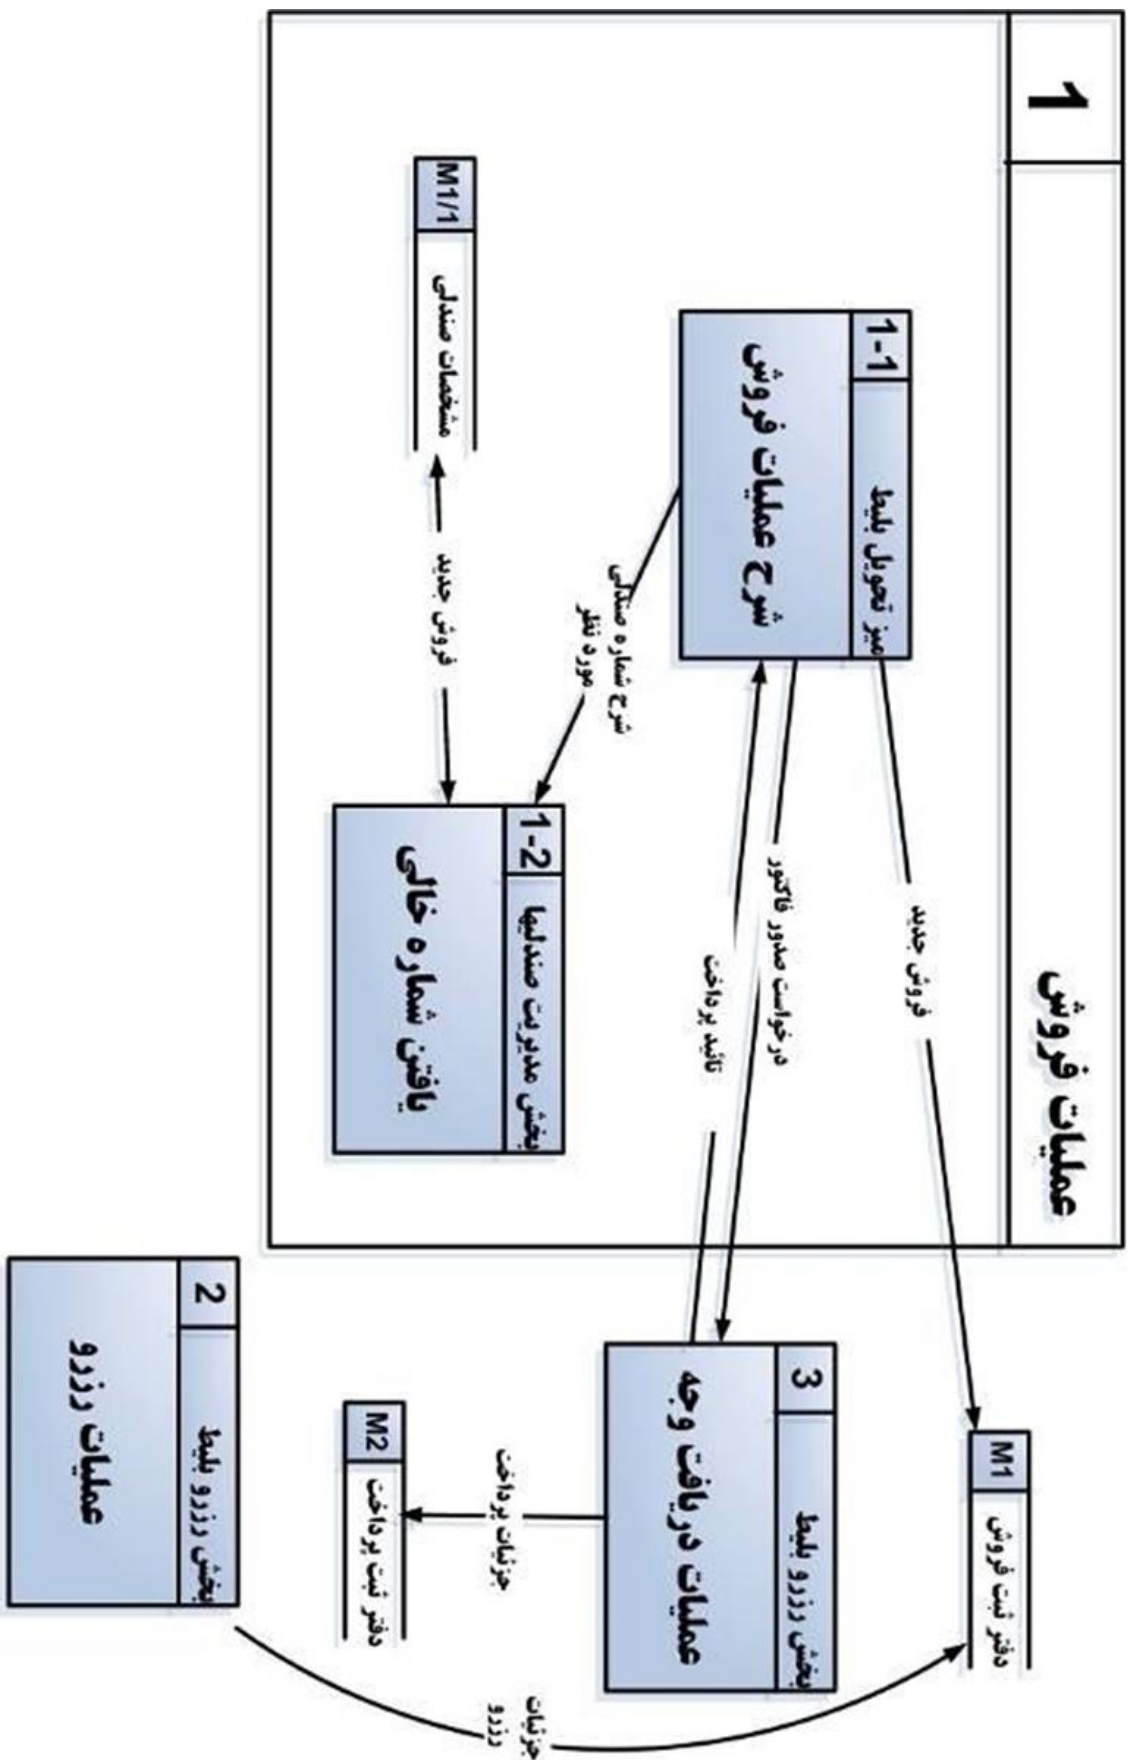 1
عملیات فروش
1-1
میز تحویل بلیط
شرح عملیات فروش
فروش جدید
M1
دفتر ثبت فروش
درخواست صدور فاکتور
تائید پرداخت
شرح شماره صندلی
مورد نظر
M1/1
مشخصات صندلی
فروش جدید
1-2
بخش مدیریت صندلیها
یافتن شماره خالی
3
بخش رزرو بلیط
عملیات دریافت وجه
جزئیات پرداخت
M2
دفتر ثبت پرداخت
2
بخش رزرو بلیط
عملیات رزرو
جزئیات
رزرو